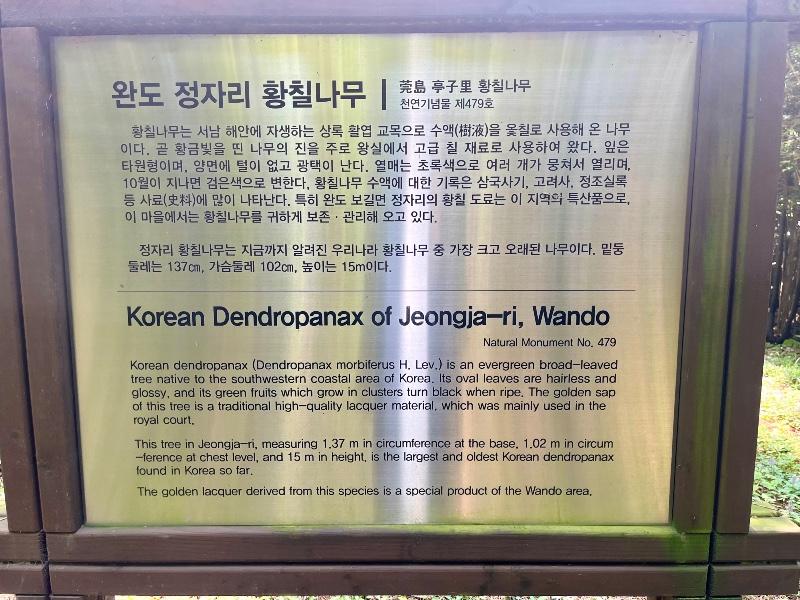 완도 정자리 황칠나무
莞島 亭子里 황칠나무
천연기념물 제479호
황칠나무는 서남 해안에 자생하는 상록 활엽 교목으로 수액(樹液)을 옻칠로 사용해 온 나무
이다. 곧 황금빛을 띤 나무의 진을 주로 왕실에서 고급 칠 재료로 사용하여 왔다. 잎은
타원형이며, 양면에 털이 없고 광택이 난다. 열매는 초록색으로 여러 개가 뭉쳐서 열리며,
10월이 지나면 검은색으로 변한다. 황칠나무 수액에 대한 기록은 삼국사기, 고려사, 정조실록
등 사료(史料)에 많이 나타난다. 특히 완도 보길면 정자리의 황칠 도료는 이 지역의 특산품으로,
이 마을에서는 황칠나무를 귀하게 보존 · 관리해 오고 있다.
정자리 황칠나무는 지금까지 알려진 우리나라 황칠나무 중 가장 크고 오래된 나무이다. 밑둥
둘레는 137㎝, 가슴둘레 102㎝, 높이는 15m이다.
Korean Dendropanax of Jeongja-ri, Wando
Natural Monument No. 479
Korean dendropanax (Dendropanax morbiferus H. Lev.) is an evergreen broad-leaved
tree native to the southwestern coastal area of Korea. Its oval leaves are hairless and
glossy, and its green fruits which grow in clusters turn black when ripe. The golden sap
of this tree is a traditional high-quality lacquer material, which was mainly used in the
royal court.
This tree in Jeongja-ri, measuring 1.37 m in circumference at the base, 1.02 m in circum
-ference at chest level, and 15 m in height, is the largest and oldest Korean dendropanax
found in Korea so far.
The golden lacquer derived from this species is a special product of the Wando area.